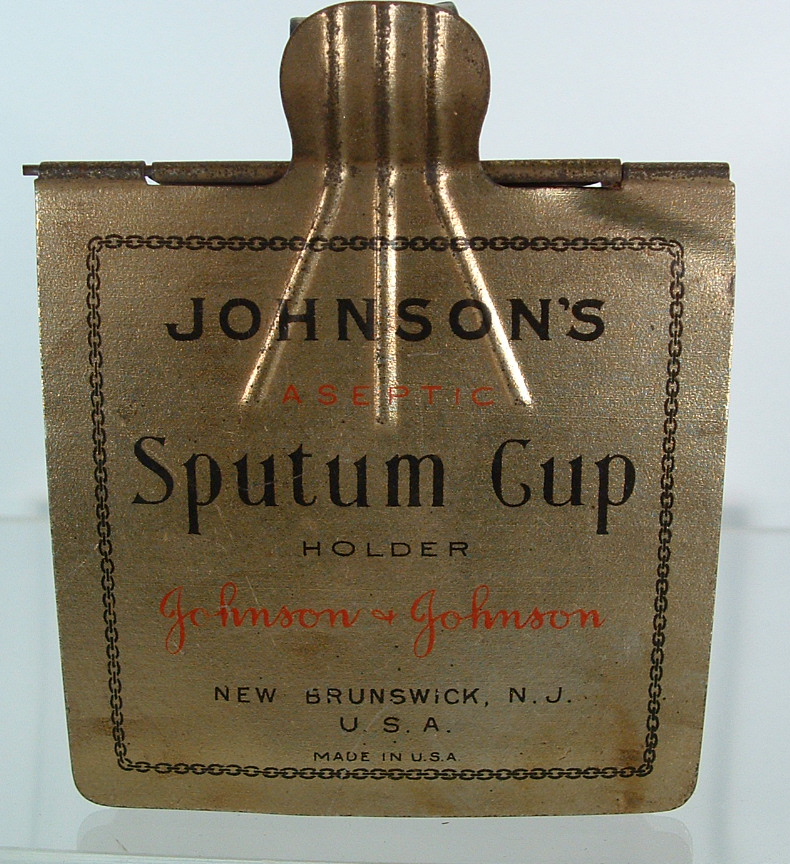 JOHNSON'S
ASEPTIC
Sputum Cup
HOLDER
Johnson & Johnson
NEW BRUNSWICK, N.J.
U.S.A.
MADE IN U.S.A.